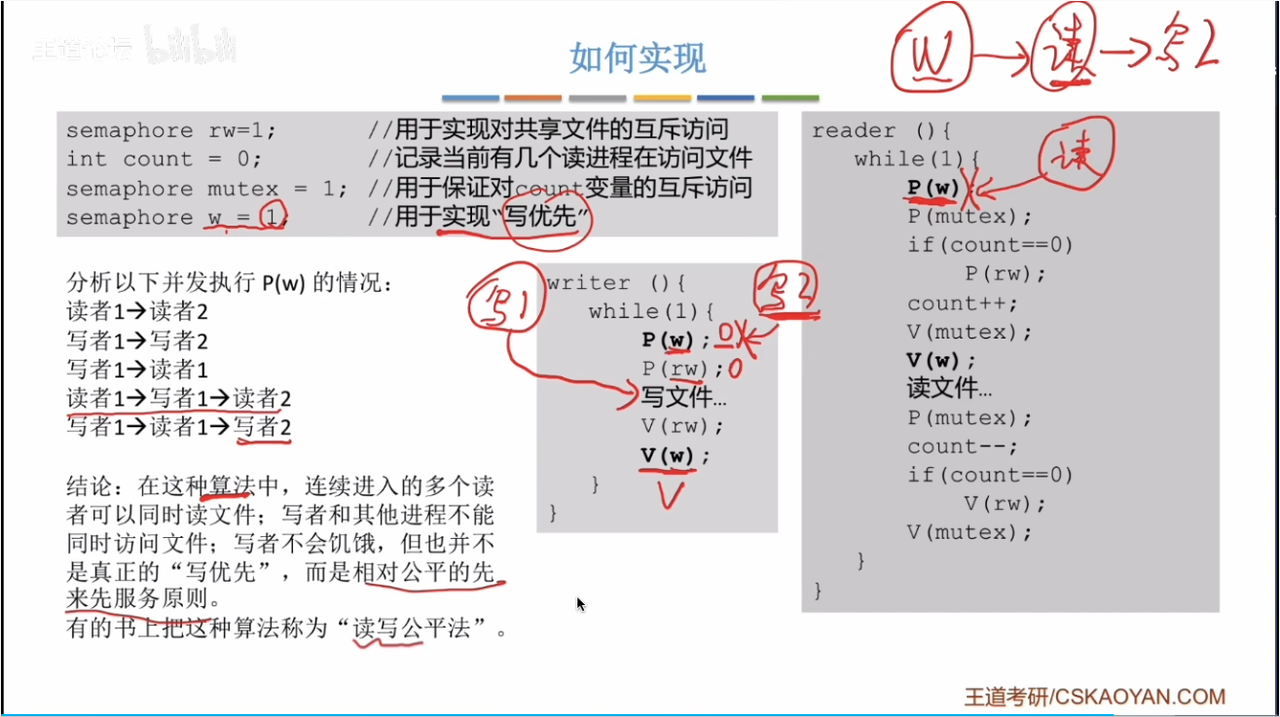 王道论坛 bilibili
如何实现
W → 读 → 写2
semaphore rw=1; //用于实现对共享文件的互斥访问
int count = 0; //记录当前有几个读进程在访问文件
semaphore mutex = 1; //用于保证对count变量的互斥访问
semaphore w = 1; //用于实现“写优先”
分析以下并发执行 P(w) 的情况：
读者1→读者2
写者1→写者2
写者1→读者1
读者1→写者1→读者2
写者1→读者1→写者2
结论：在这种算法中，连续进入的多个读
者可以同时读文件；写者和其他进程不能
同时访问文件；写者不会饥饿，但也并不
是真正的“写优先”，而是相对公平的先
来先服务原则。
有的书上把这种算法称为“读写公平法”。
写1
writer (){
while(1){
写2
P(w); 0
P(rw); 0
写文件…
V(rw);
V(w);
V
}
}
reader (){
while(1){
读
P(w);
P(mutex);
if(count==0)
P(rw);
count++;
V(mutex);
V(w);
读文件…
P(mutex);
count--;
if(count==0)
V(rw);
V(mutex);
}
}
王道考研/CSKAOYAN.COM